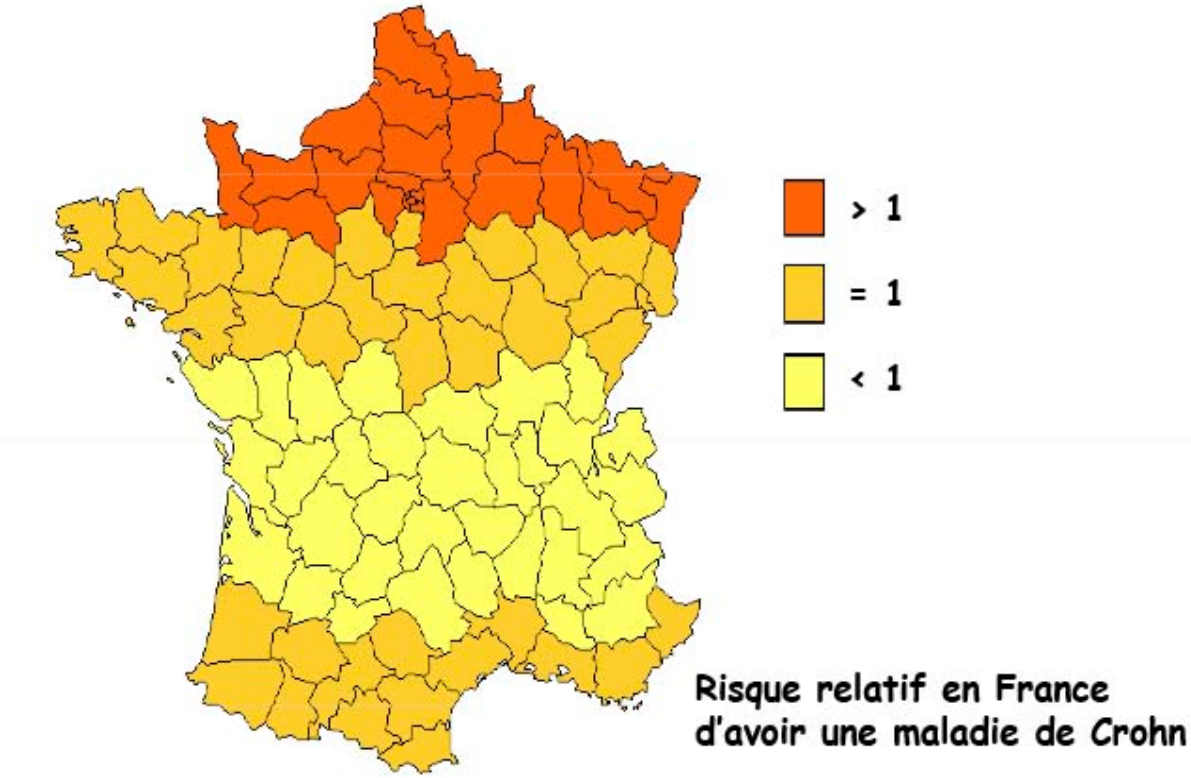 > 1
= 1
< 1
Risque relatif en France
d'avoir une maladie de Crohn